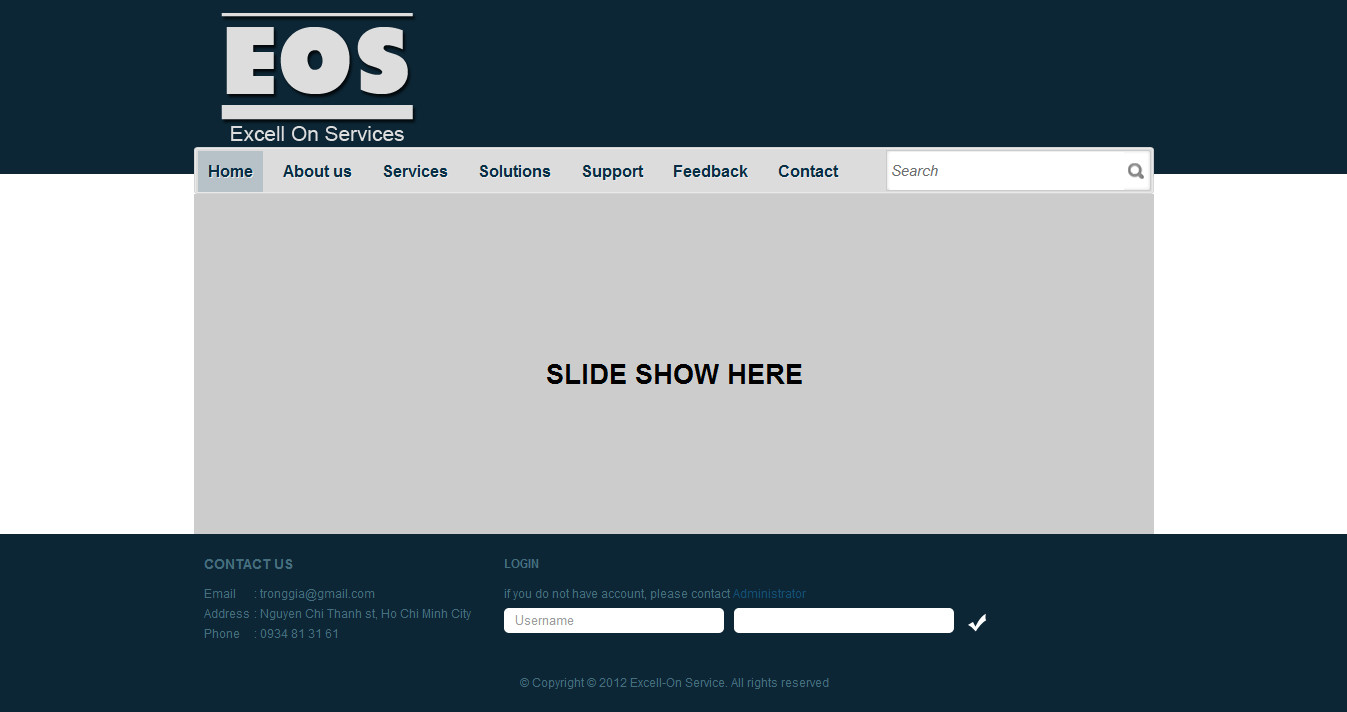 EOS
Excell On Services
Home About us Services Solutions Support Feedback Contact Search
SLIDE SHOW HERE
CONTACT US
Email : tronggia@gmail.com
Address : Nguyen Chi Thanh st, Ho Chi Minh City
Phone : 0934 81 31 61
LOGIN
if you do not have account, please contact Administrator
Username
© Copyright © 2012 Excell-On Service. All rights reserved